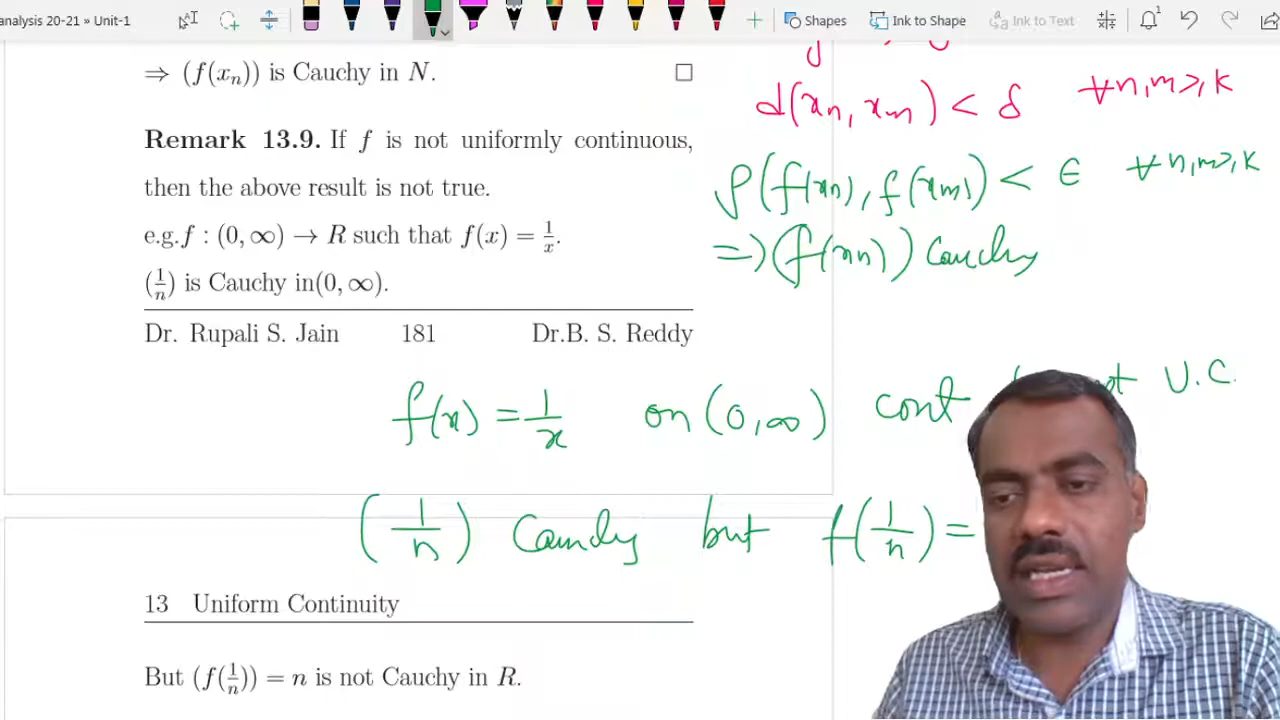 analysis 20-21 » Unit-1
Shapes
Ink to Shape
Ink to Text
⇒ (f(xₙ)) is Cauchy in N. □
Remark 13.9. If f is not uniformly continuous,
then the above result is not true.
e.g.f : (0, ∞) → R such that f(x) = 1/x.
(1/n) is Cauchy in(0, ∞).
Dr. Rupali S. Jain 181 Dr.B. S. Reddy
d(xn, xm) < δ ∀n,m≥k
ρ(f(xn), f(xm)) < ϵ ∀n,m≥k
=> (f(xn)) Cauchy
f(x) = 1/x on (0, ∞) cont U.C.
(1/n) Cauchy but f(1/n) =
13 Uniform Continuity
But (f(1/n)) = n is not Cauchy in R.